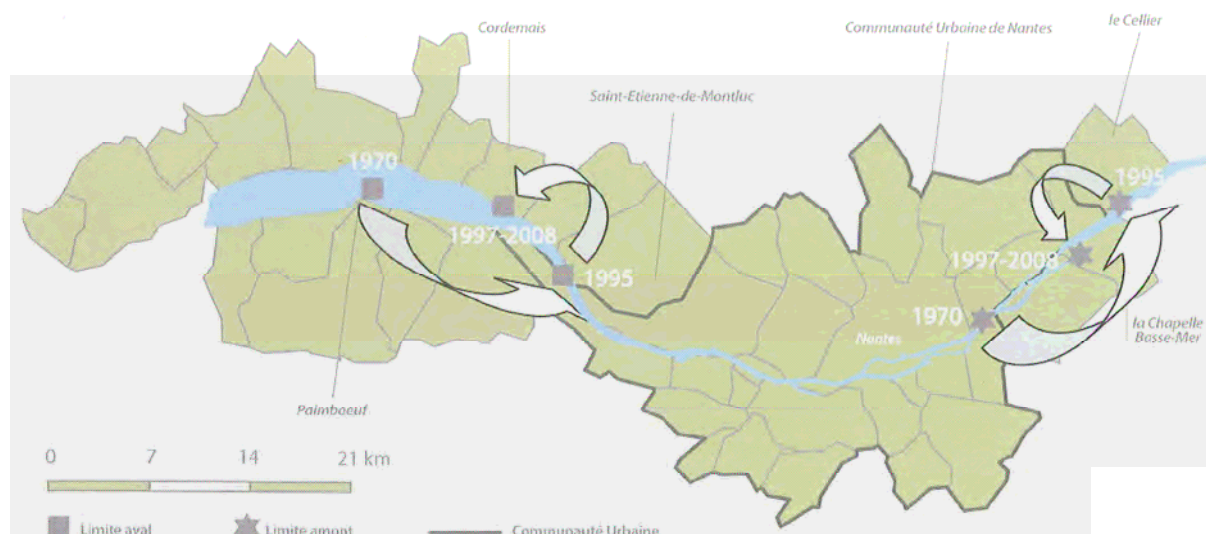 le Cellier
Cordemais
Communauté Urbaine de Nantes
Saint-Etienne-de-Montluc
1970
1995
1997-2008
1997-2008
1995
1970
Nantes
la Chapelle
Basse-Mer
Paimboeuf
0 7 14 21 km
Limite aval Limite amont Communauté Urbaine